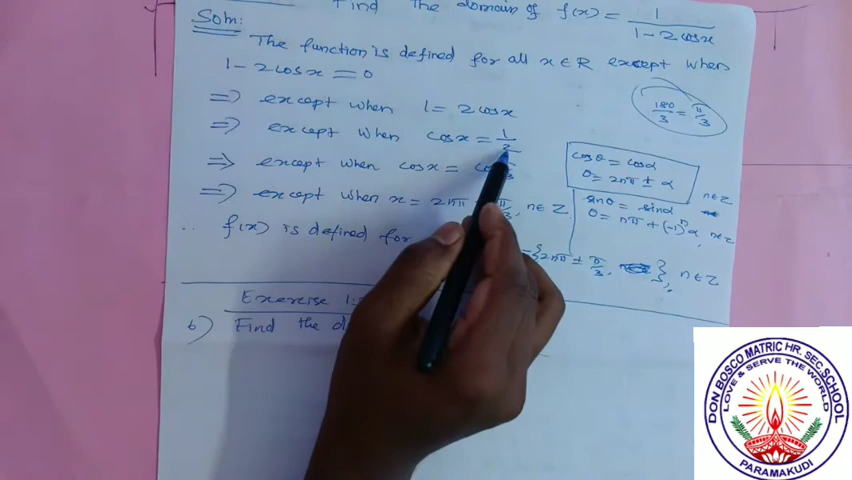 Find the domain of f(x) = 1 / (1 - 2cosx)
Soln:
The function is defined for all x ∈ R except when
1 - 2cosx = 0
⇒ except when 1 = 2cosx
⇒ except when cosx = 1/2
⇒ except when cosx =
⇒ except when x = 2nπ π/3, n ∈ Z
∴ f(x) is defined for
{2nπ ± π/3, }, n ∈ Z
180/3 = π/3
cosθ = cosα
θ = 2nπ ± α
n ∈ Z
sinθ = sinα
θ = nπ + (-1)ⁿα, n ∈ Z
Exercise 1.
b) Find the
DON BOSCO MATRIC HR. SEC. SCHOOL
LOVE & SERVE THE WORLD
PARAMAKUDI